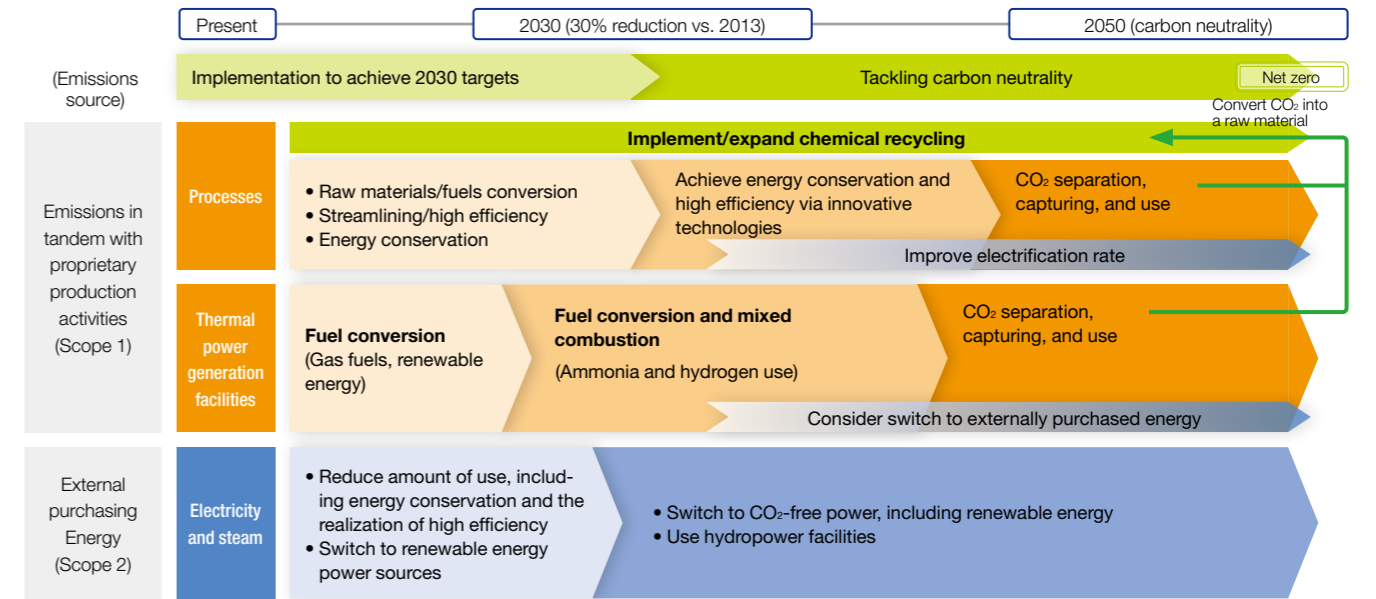 Present
2030 (30% reduction vs. 2013)
2050 (carbon neutrality)
(Emissions
source)
Implementation to achieve 2030 targets
Tackling carbon neutrality
Net zero
Convert CO₂ into
a raw material
Emissions in
tandem with
proprietary
production
activities
(Scope 1)
Processes
Implement/expand chemical recycling
• Raw materials/fuels conversion
• Streamlining/high efficiency
• Energy conservation
Achieve energy conservation and
high efficiency via innovative
technologies
CO₂ separation,
capturing, and use
Improve electrification rate
Thermal
power
generation
facilities
Fuel conversion
(Gas fuels, renewable
energy)
Fuel conversion and mixed
combustion
(Ammonia and hydrogen use)
CO₂ separation,
capturing, and use
Consider switch to externally purchased energy
External
purchasing
Energy
(Scope 2)
Electricity
and steam
• Reduce amount of use, includ-
ing energy conservation and the
realization of high efficiency
• Switch to renewable energy
power sources
• Switch to CO₂-free power, including renewable energy
• Use hydropower facilities